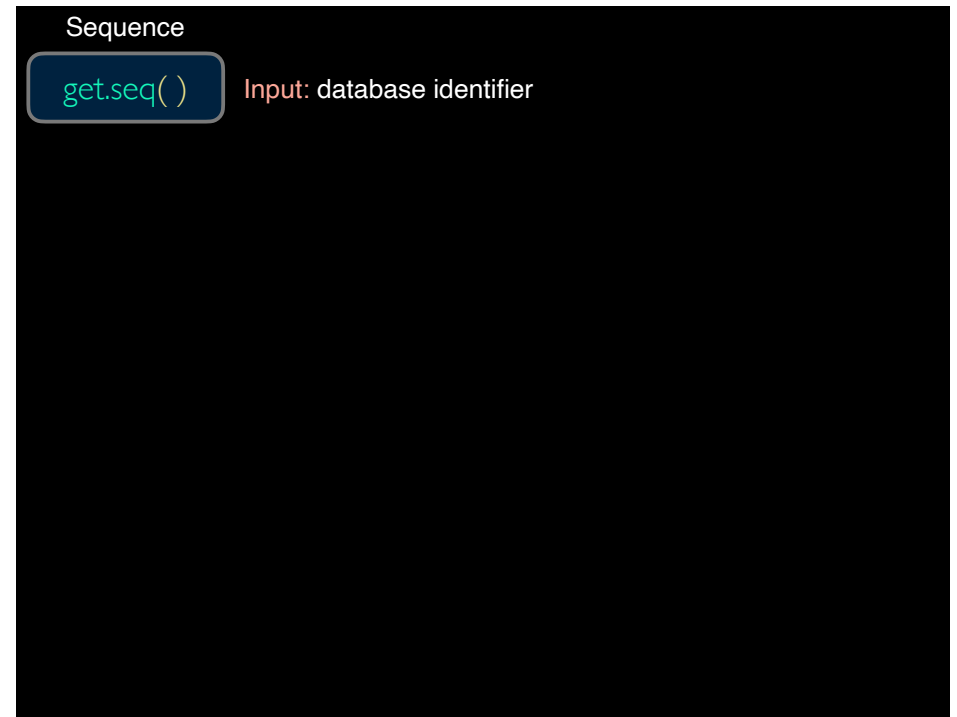 Sequence
get.seq( ) Input: database identifier